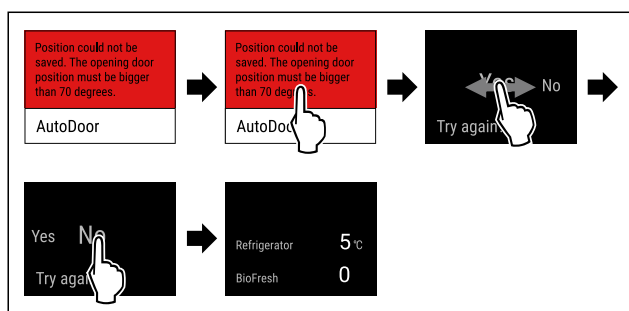 Position could not be
saved. The opening door
position must be bigger
than 70 degrees.
AutoDoor
Position could not be
saved. The opening door
position must be bigger
than 70 degrees.
AutoDoor
Yes No
Try again
Yes No
Try again
Refrigerator 5 °C
BioFresh 0